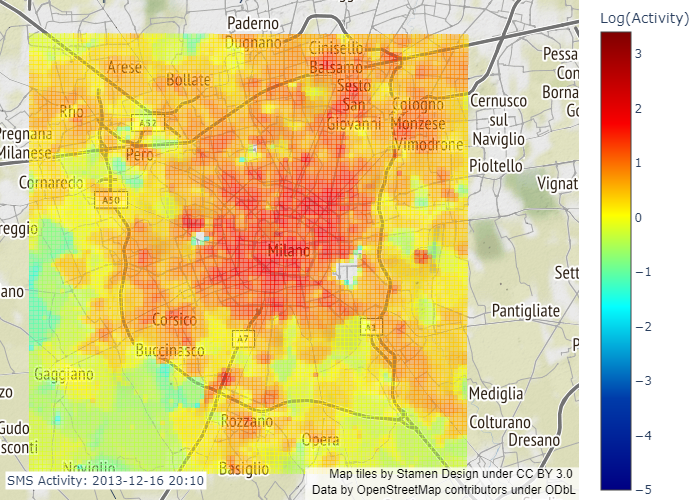 Log(Activity)
3
2
1
0
−1
−2
−3
−4
−5
Paderno
Dugnano
Cinisello
Balsamo
Arese
Bollate
Sesto
San
Giovanni
Rho
A52
Cologno
Monzese
Cernusco
sul
Naviglio
Pessa
Con
Borna
Go
Pregnana
Milanese
Pero
Vimodrone
Pioltello
Cornaredo
Vignat
A50
reggio
Milano
Sett
ano
Corsico
A7
A1
Pantigliate
P
Buccinasco
Gaggiano
zo
Mediglia
Rozzano
Colturano
Dresano
Gudo
sconti
Opera
Noviglio
Basiglio
SMS Activity: 2013-12-16 20:10
Map tiles by Stamen Design under CC BY 3.0
Data by OpenStreetMap contributors under ODbL